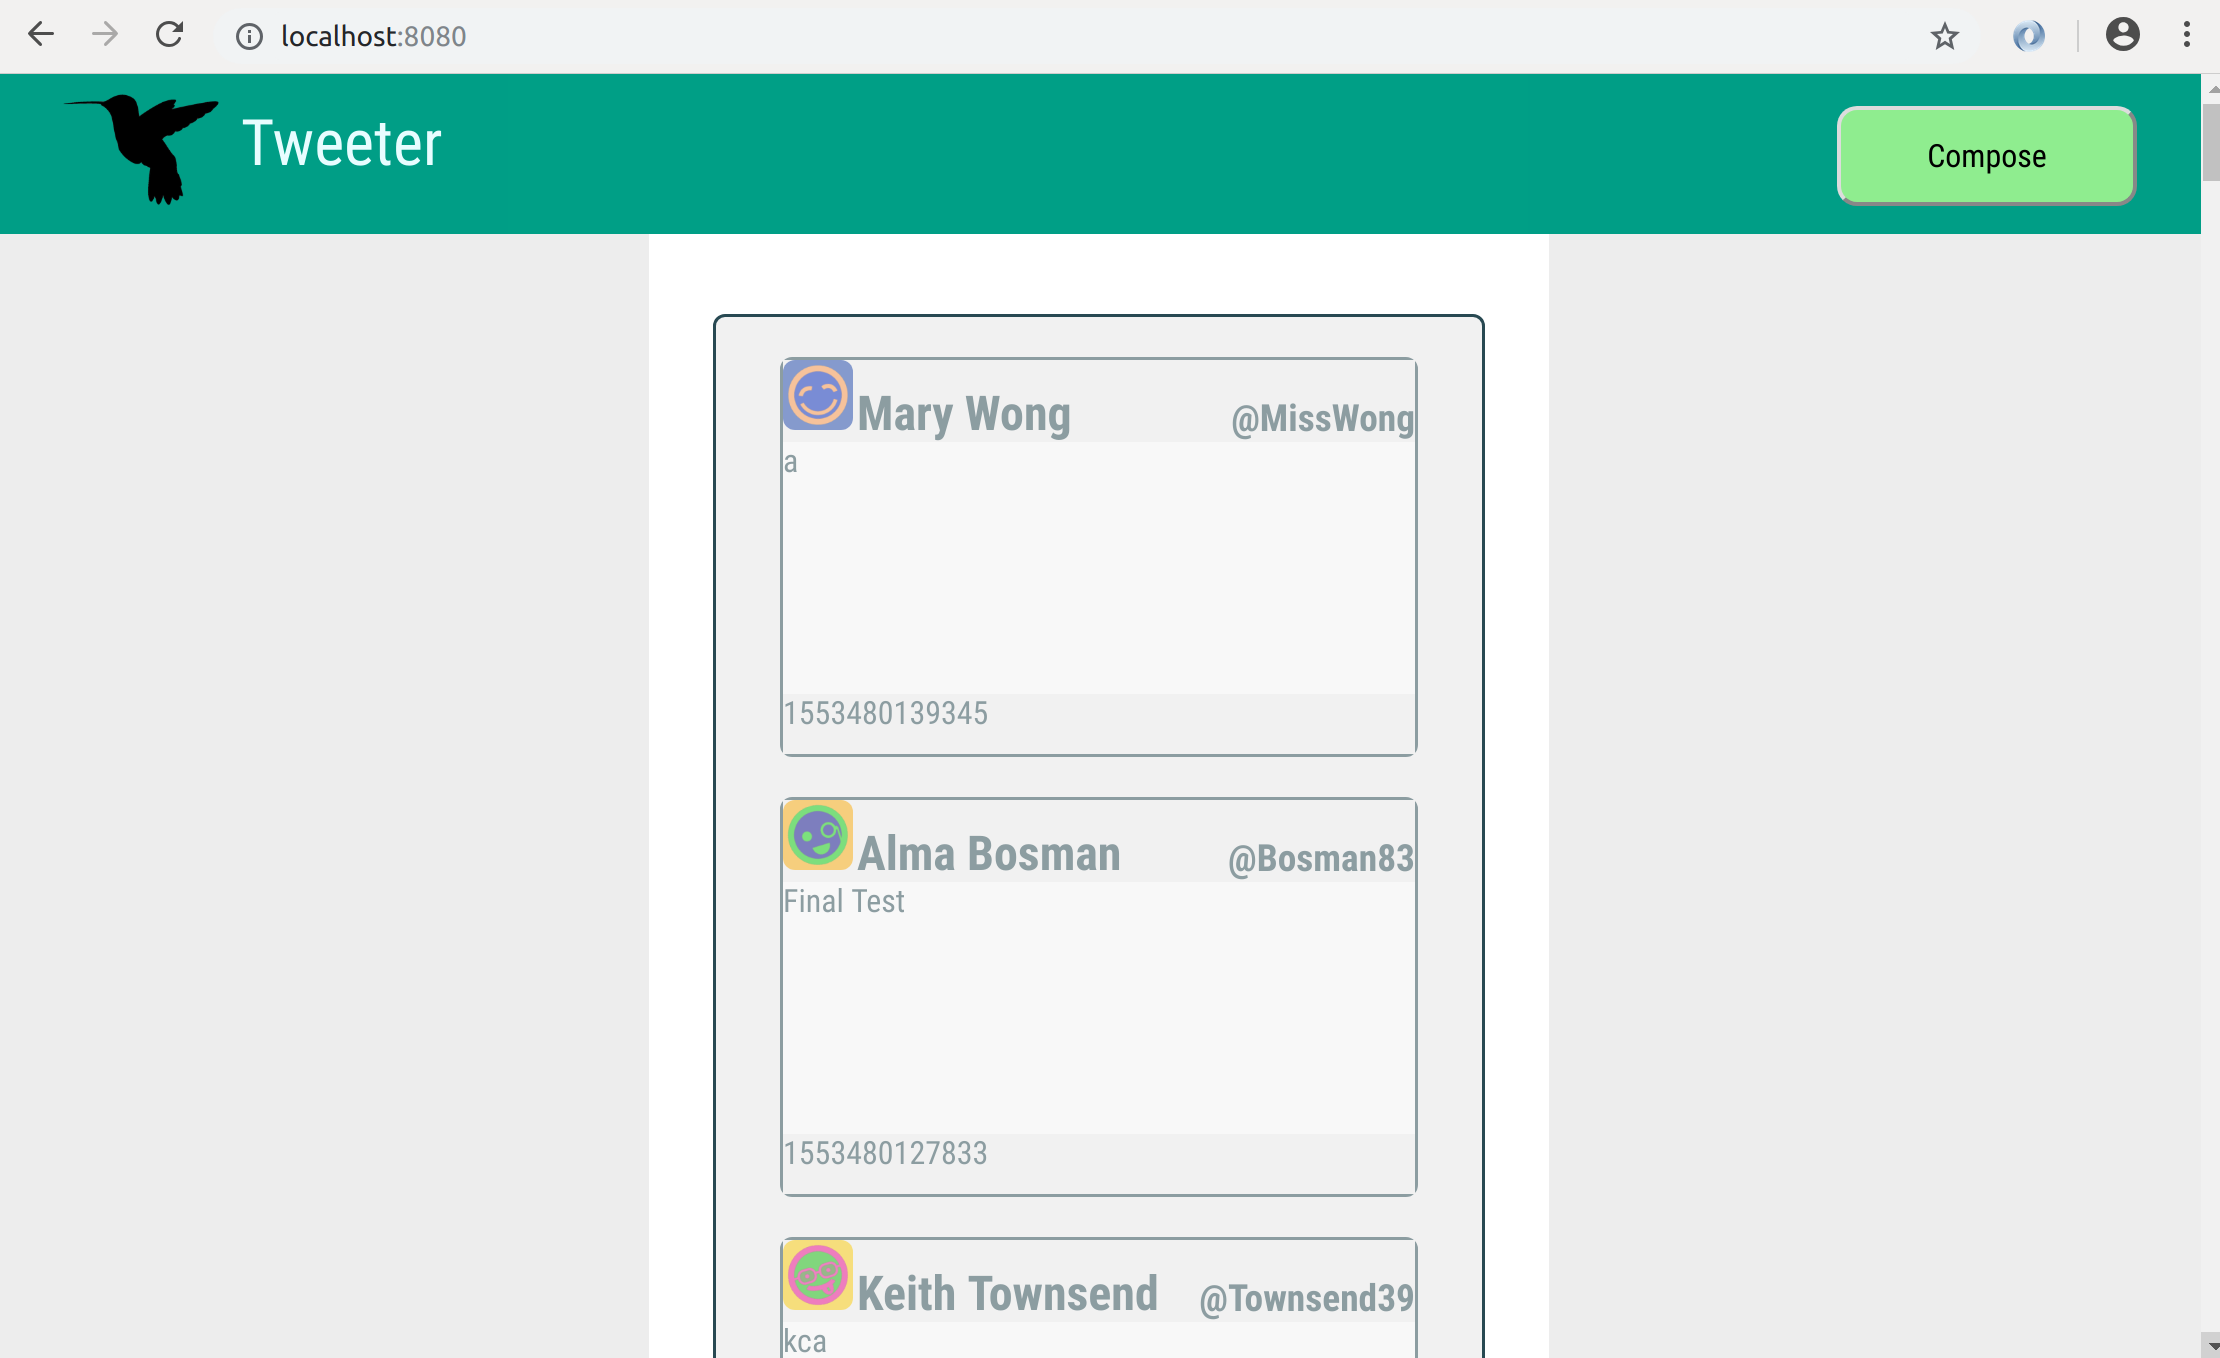 localhost:8080
Tweeter
Compose
Mary Wong @MissWong
a
1553480139345
Alma Bosman @Bosman83
Final Test
1553480127833
Keith Townsend @Townsend39
kca